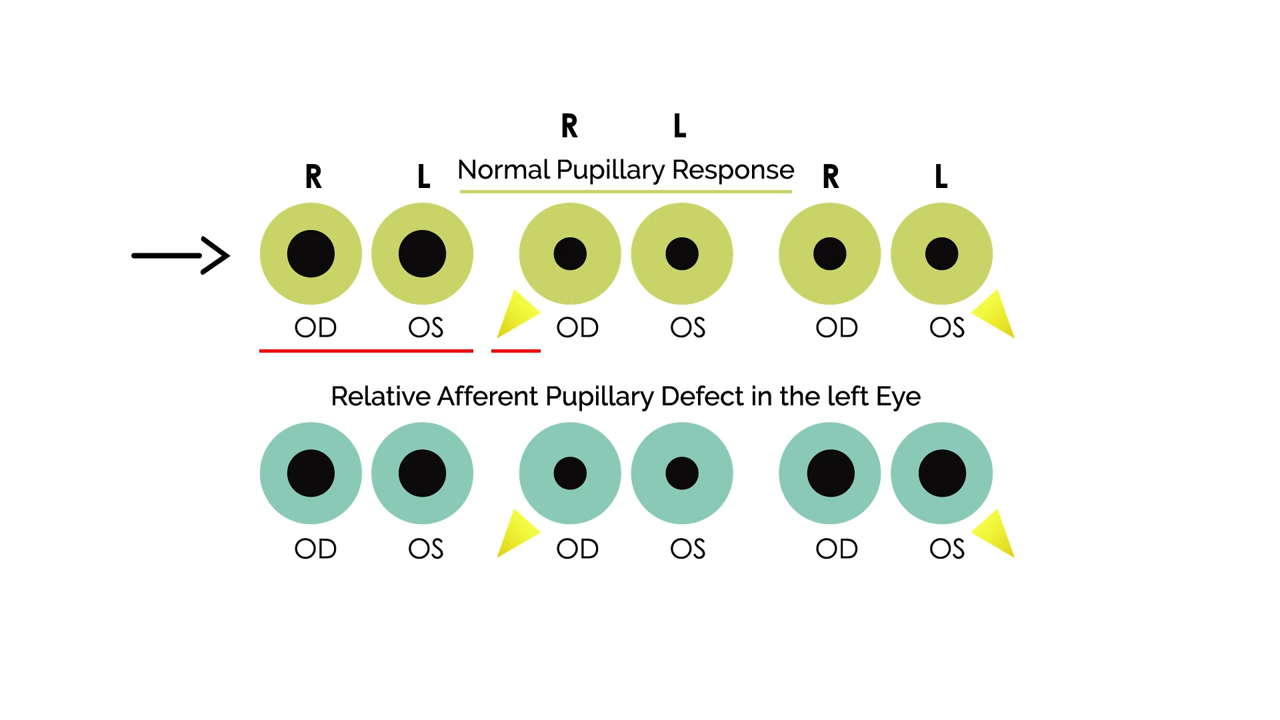 R L
Normal Pupillary Response
R L R L
OD OS OD OS OD OS
Relative Afferent Pupillary Defect in the left Eye
OD OS OD OS OD OS